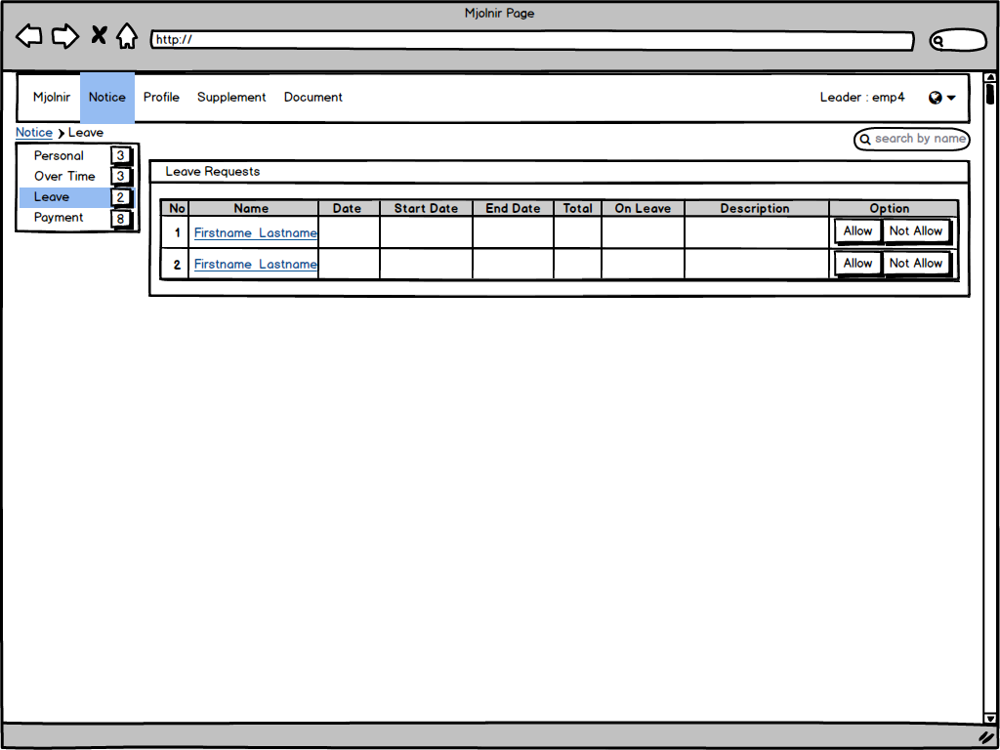 Mjolnir Page
http://
Mjolnir Notice Profile Supplement Document Leader : emp4
Notice Leave
search by name
Personal 3
Over Time 3
Leave 2
Payment 8
Leave Requests
No Name Date Start Date End Date Total On Leave Description Option
1 Firstname Lastname Allow Not Allow
2 Firstname Lastname Allow Not Allow